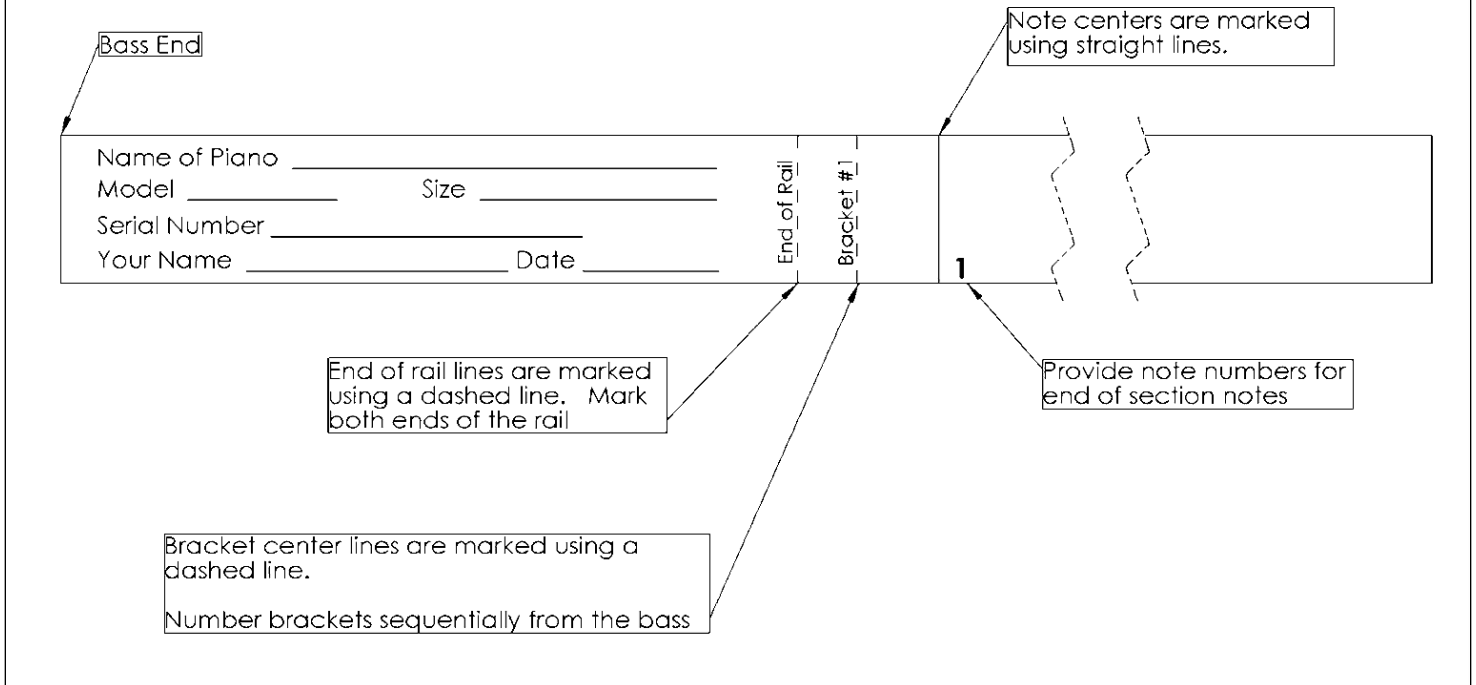 Bass End
Note centers are marked
using straight lines.
Name of Piano
Model Size
Serial Number
Your Name Date
End of Rail
Bracket #1
1
End of rail lines are marked
using a dashed line. Mark
both ends of the rail
Provide note numbers for
end of section notes
Bracket center lines are marked using a
dashed line.
Number brackets sequentially from the bass